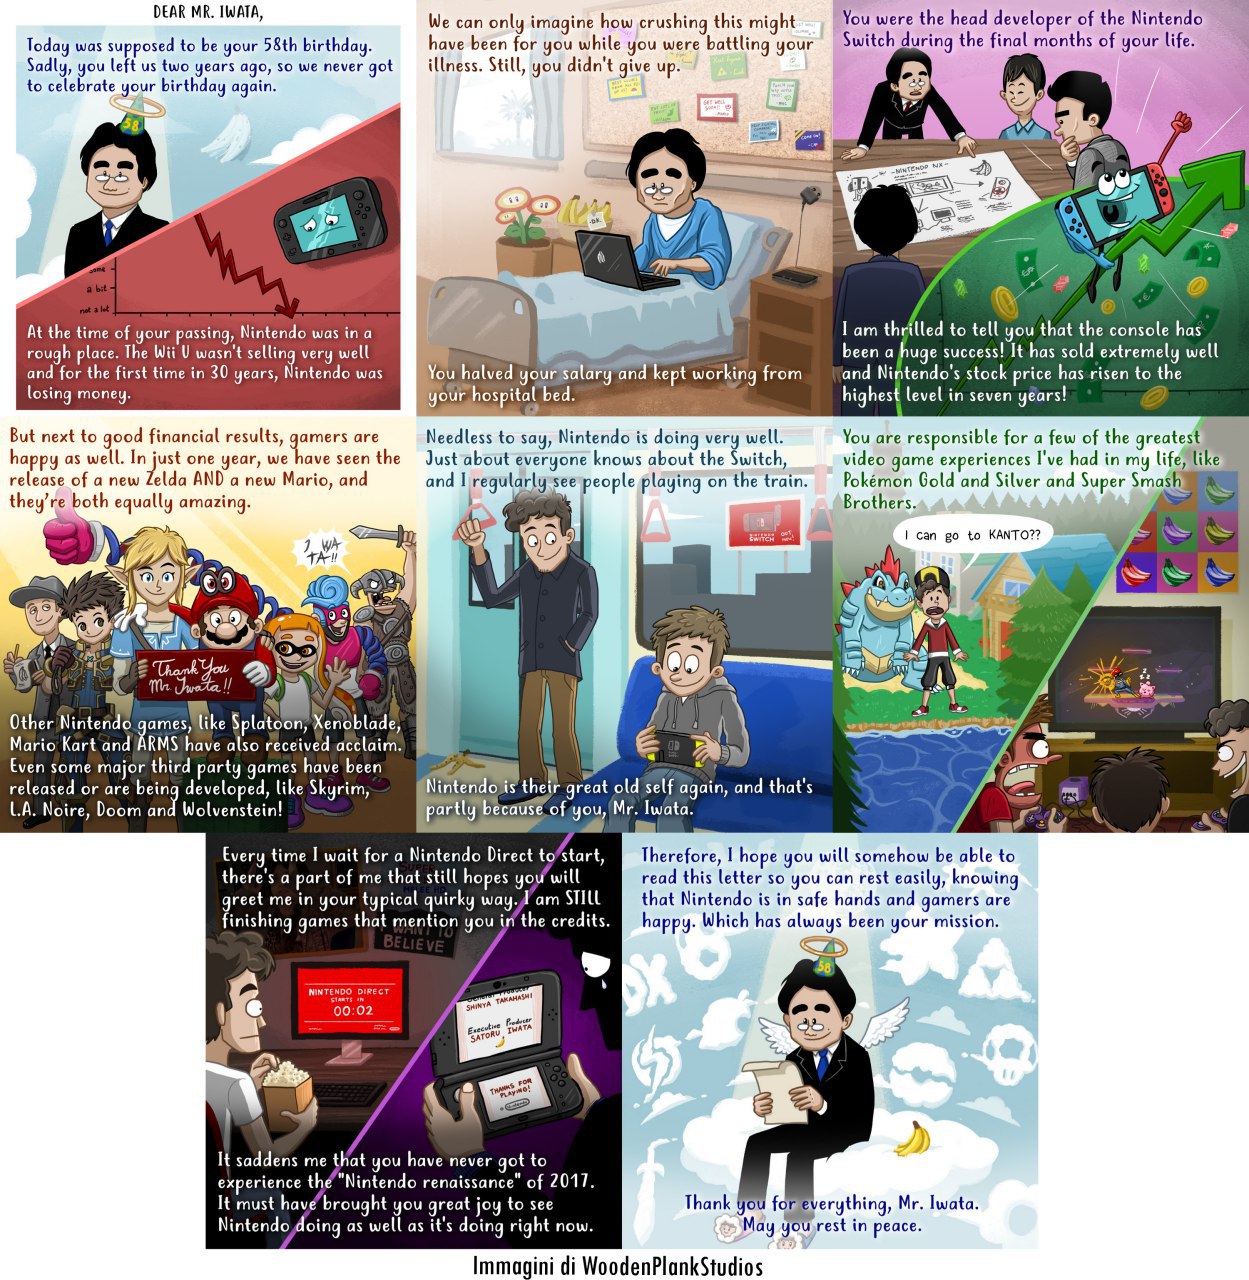 DEAR MR. IWATA,
Today was supposed to be your 58th birthday.
Sadly, you left us two years ago, so we never got
to celebrate your birthday again.
58
some
a bit
not a lot
At the time of your passing, Nintendo was in a
rough place. The Wii U wasn't selling very well
and for the first time in 30 years, Nintendo was
losing money.
We can only imagine how crushing this might
have been for you while you were battling your
illness. Still, you didn't give up.
GET WELL
SOON!
-D.K.
You halved your salary and kept working from
your hospital bed.
You were the head developer of the Nintendo
Switch during the final months of your life.
-NINTENDO NX-
I am thrilled to tell you that the console has
been a huge success! It has sold extremely well
and Nintendo's stock price has risen to the
highest level in seven years!
But next to good financial results, gamers are
happy as well. In just one year, we have seen the
release of a new Zelda AND a new Mario, and
they're both equally amazing.
I WA
TA!!
Thank You
Mr. Iwata!!
Other Nintendo games, like Splatoon, Xenoblade,
Mario Kart and ARMS have also received acclaim.
Even some major third party games have been
released or are being developed, like Skyrim,
L.A. Noire, Doom and Wolvenstein!
Needless to say, Nintendo is doing very well.
Just about everyone knows about the Switch,
and I regularly see people playing on the train.
NINTENDO
SWITCH
OUT
NOW!
Nintendo is their great old self again, and that's
partly because of you, Mr. Iwata.
You are responsible for a few of the greatest
video game experiences I've had in my life, like
Pokémon Gold and Silver and Super Smash
Brothers.
I can go to KANTO??
Every time I wait for a Nintendo Direct to start,
there's a part of me that still hopes you will
greet me in your typical quirky way. I am STILL
finishing games that mention you in the credits.
I WANT TO
BELIEVE
NINTENDO DIRECT
STARTS IN
00:02
General Producer
SHINYA TAKAHASHI
Executive Producer
SATORU IWATA
THANKS FOR
PLAYING!
Nintendo
It saddens me that you have never got to
experience the "Nintendo renaissance" of 2017.
It must have brought you great joy to see
Nintendo doing as well as it's doing right now.
Therefore, I hope you will somehow be able to
read this letter so you can rest easily, knowing
that Nintendo is in safe hands and gamers are
happy. Which has always been your mission.
58
Thank you for everything, Mr. Iwata.
May you rest in peace.
Immagini di WoodenPlankStudios